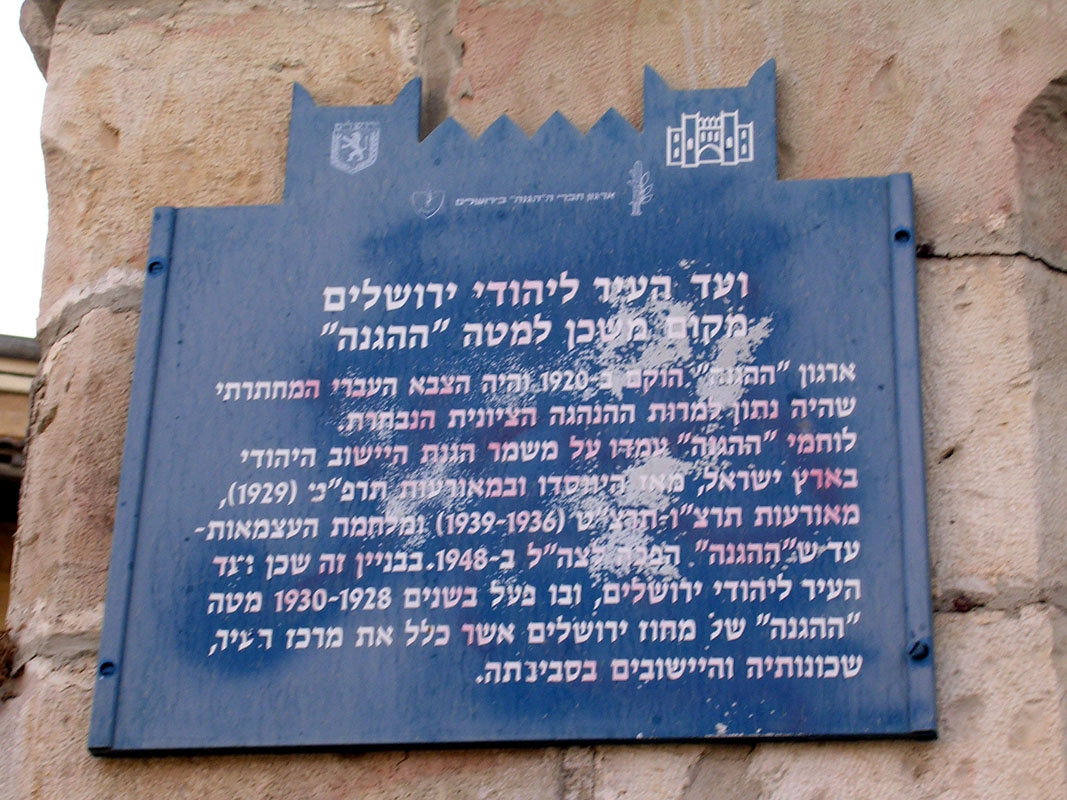 ארגון חברי ה"הגנה" בירושלים
ועד העיר ליהודי ירושלים
מקום משכן למטה "ההגנה"
ארגון "ההגנה" הוקם ב-1920 והיה הצבא העברי המחתרתי
שהיה נתון למרות ההנהגה הציונית הנבחרת.
לוחמי "ההגנה" עמדו על משמר הגנת היישוב היהודי
בארץ ישראל, מאז היווסדו ובמאורעות תרפ"ט (1929),
מאורעות תרצ"ו-תרצ"ט (1939-1936) ומלחמת העצמאות-
עד ש"ההגנה" הפכה לצה"ל ב-1948. בבניין זה שכן ועד
העיר ליהודי ירושלים, ובו פעל בשנים 1930-1928 מטה
"ההגנה" של מחוז ירושלים אשר כלל את מרכז העיר,
שכונותיה והיישובים בסביבתה.